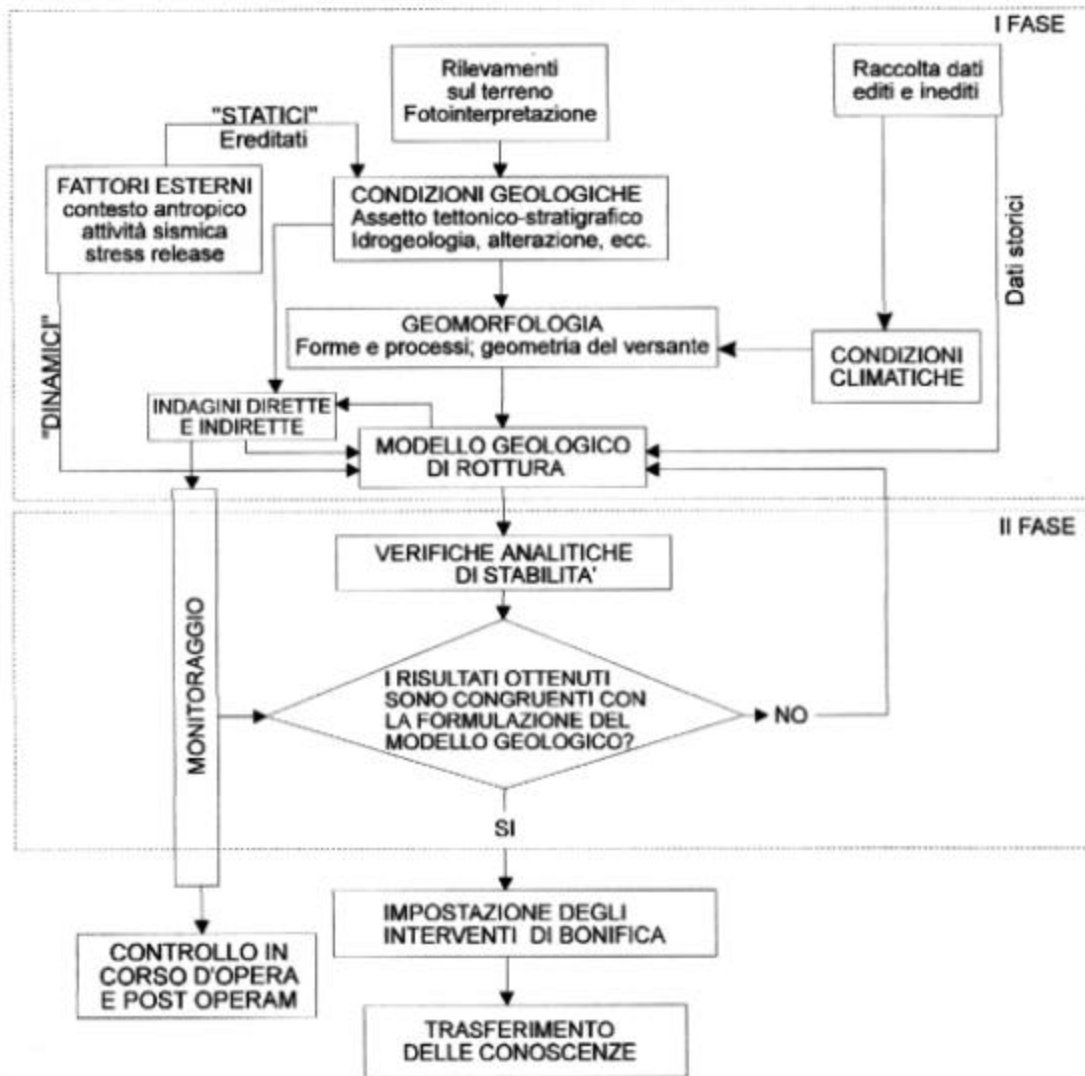 I FASE
Rilevamenti
sul terreno
Fotointerpretazione
Raccolta dati
editi e inediti
"STATICI"
Ereditati
FATTORI ESTERNI
contesto antropico
attività sismica
stress release
CONDIZIONI GEOLOGICHE
Assetto tettonico-stratigrafico
Idrogeologia, alterazione, ecc.
Dati storici
GEOMORFOLOGIA
Forme e processi; geometria del versante
CONDIZIONI
CLIMATICHE
"DINAMICI"
INDAGINI DIRETTE
E INDIRETTE
MODELLO GEOLOGICO
DI ROTTURA
II FASE
VERIFICHE ANALITICHE
DI STABILITA'
MONITORAGGIO
I RISULTATI OTTENUTI
SONO CONGRUENTI CON
LA FORMULAZIONE DEL
MODELLO GEOLOGICO?
NO
SI
IMPOSTAZIONE DEGLI
INTERVENTI DI BONIFICA
CONTROLLO IN
CORSO D'OPERA
E POST OPERAM
TRASFERIMENTO
DELLE CONOSCENZE